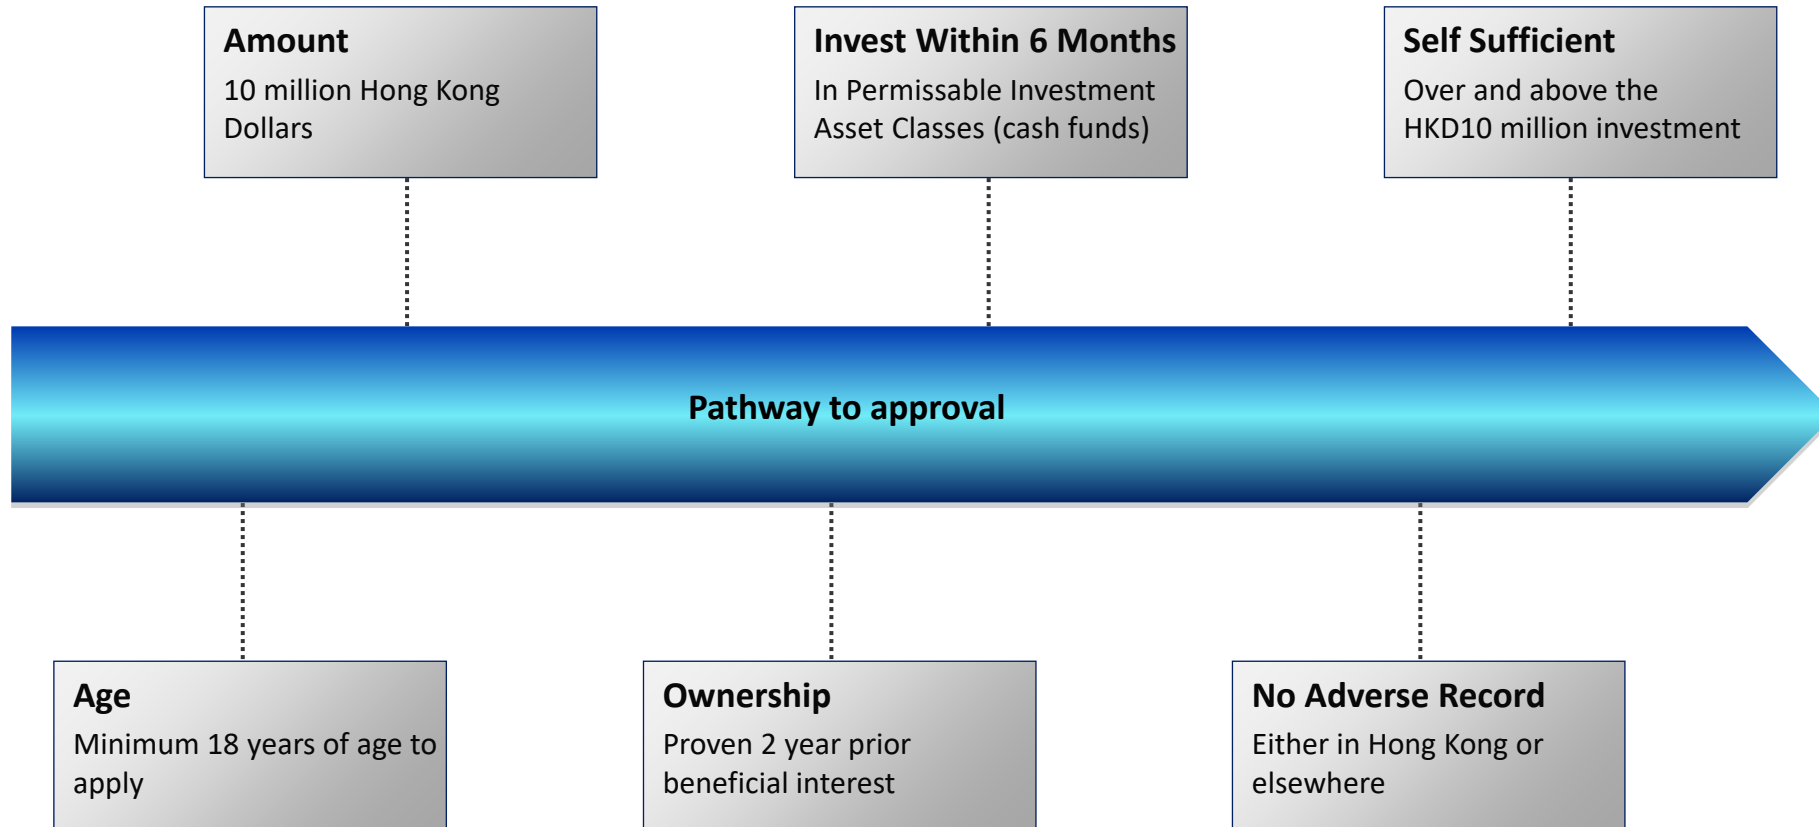 Amount
10 million Hong Kong
Dollars
Invest Within 6 Months
In Permissable Investment
Asset Classes (cash funds)
Self Sufficient
Over and above the
HKD10 million investment
Pathway to approval
Age
Minimum 18 years of age to
apply
Ownership
Proven 2 year prior
beneficial interest
No Adverse Record
Either in Hong Kong or
elsewhere